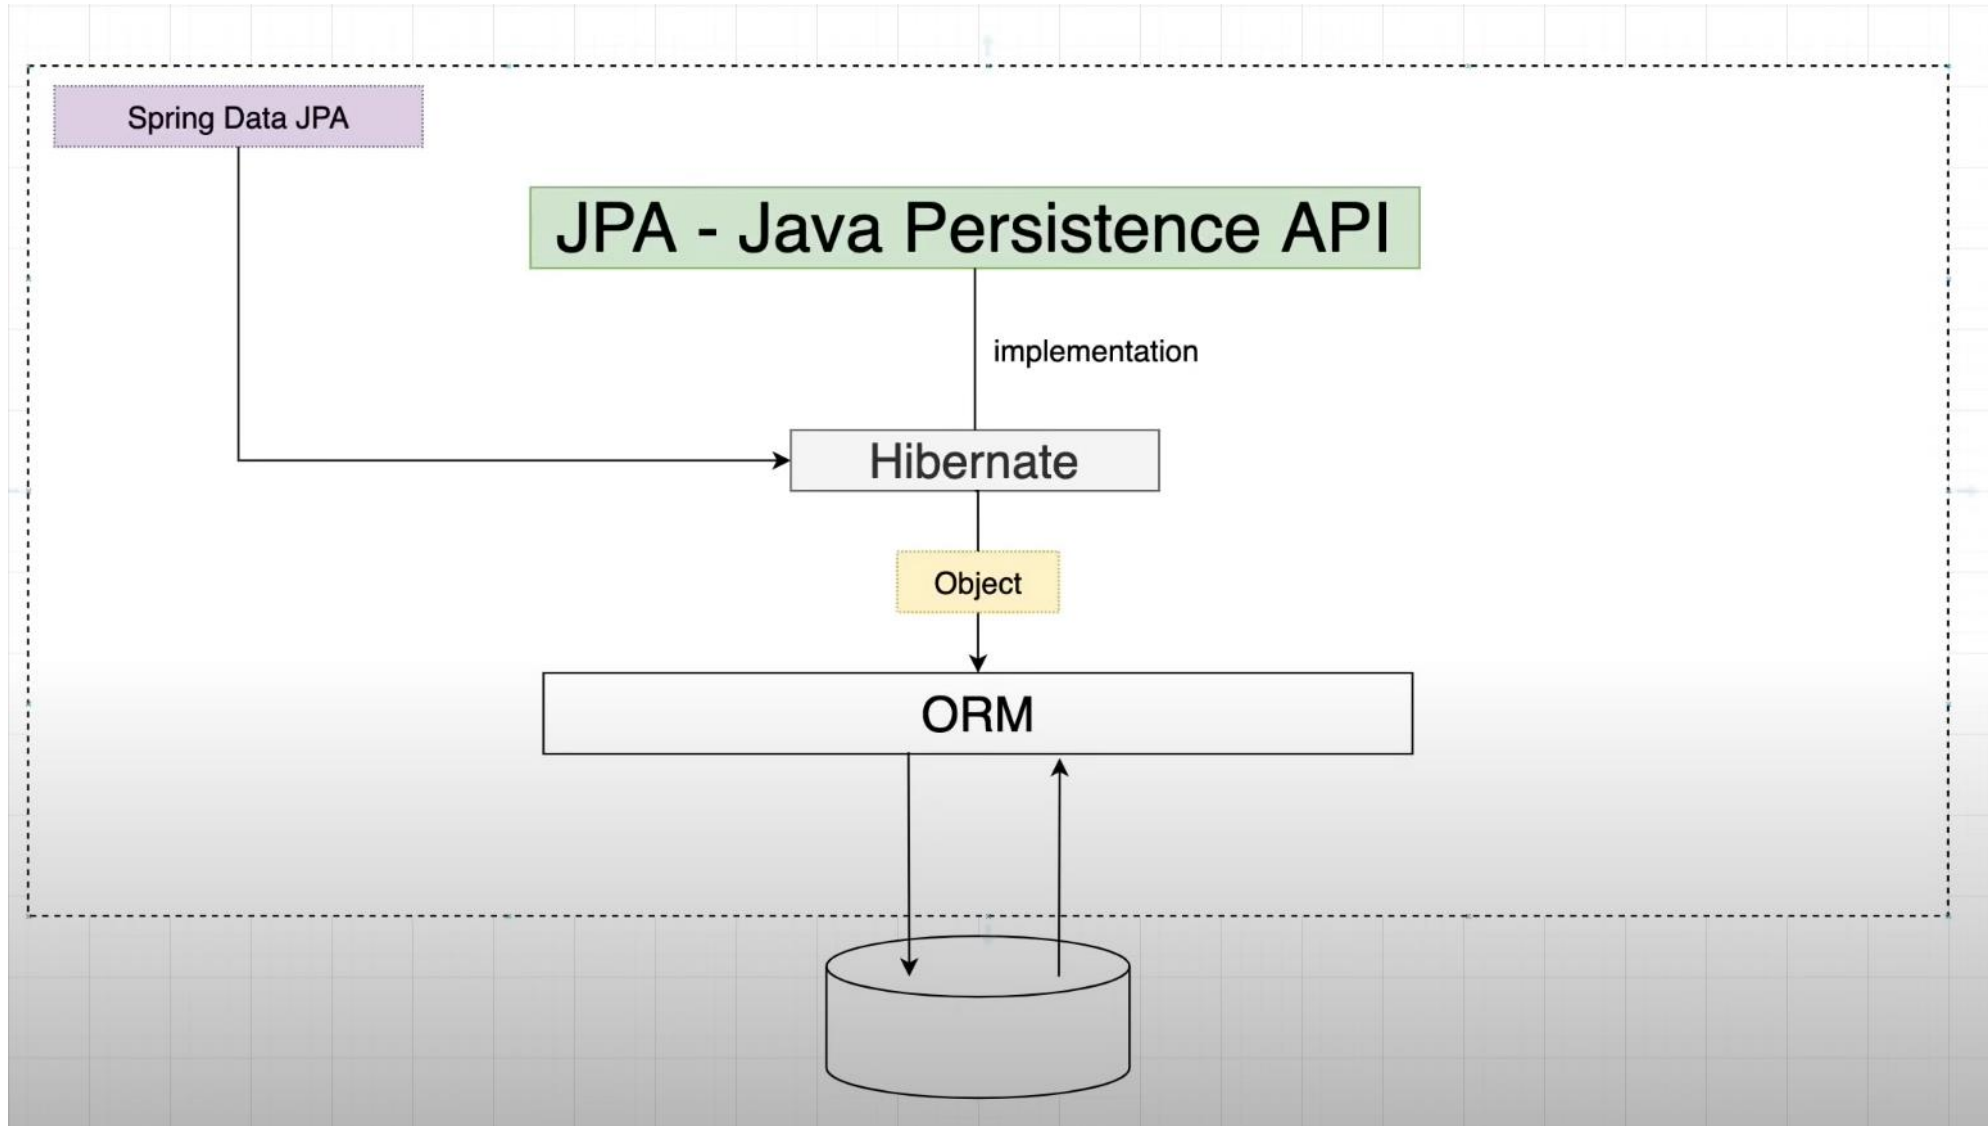 Spring Data JPA
JPA - Java Persistence API
implementation
Hibernate
Object
ORM